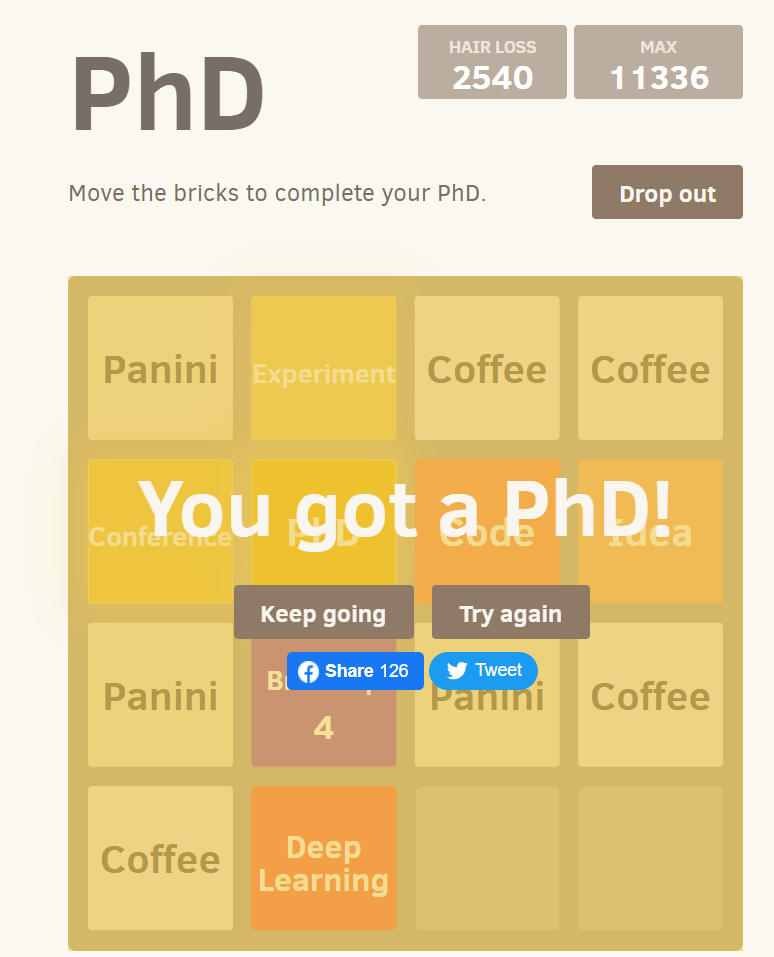 PhD
HAIR LOSS
2540
MAX
11336
Move the bricks to complete your PhD.
Drop out
Panini
Experiment
Coffee
Coffee
You got a PhD!
Conference
PhD
Code
Idea
Keep going
Try again
Share 126
Tweet
Panini
4
Panini
Coffee
Coffee
Deep
Learning